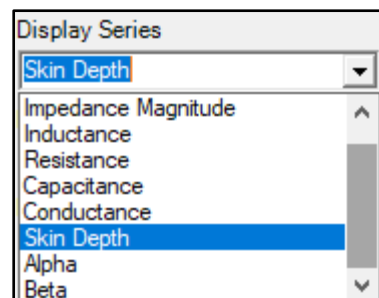 Display Series
Skin Depth
Impedance Magnitude
Inductance
Resistance
Capacitance
Conductance
Skin Depth
Alpha
Beta